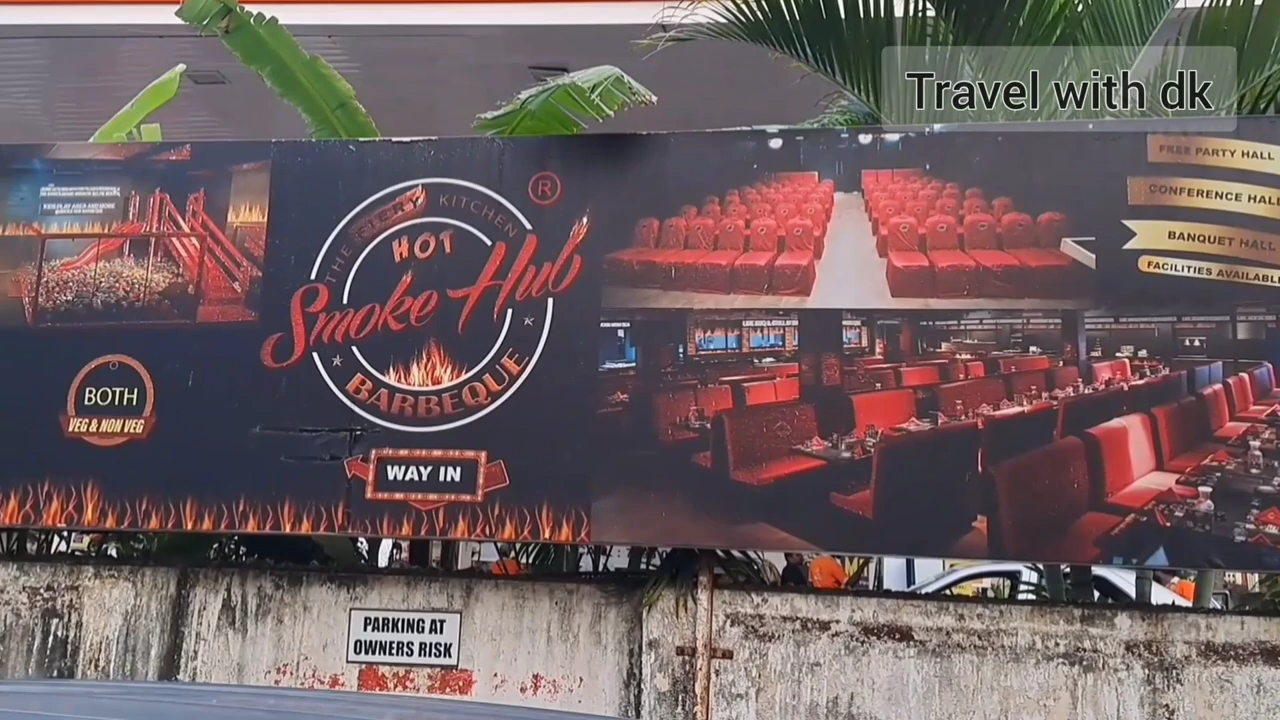 Travel with dk
THE FIERY KITCHEN
HOT
Smoke Hub
BARBEQUE
®
BOTH
VEG & NON VEG
WAY IN
FREE PARTY HALL
CONFERENCE HALL
BANQUET HALL
FACILITIES AVAILABLE
PARKING AT
OWNERS RISK